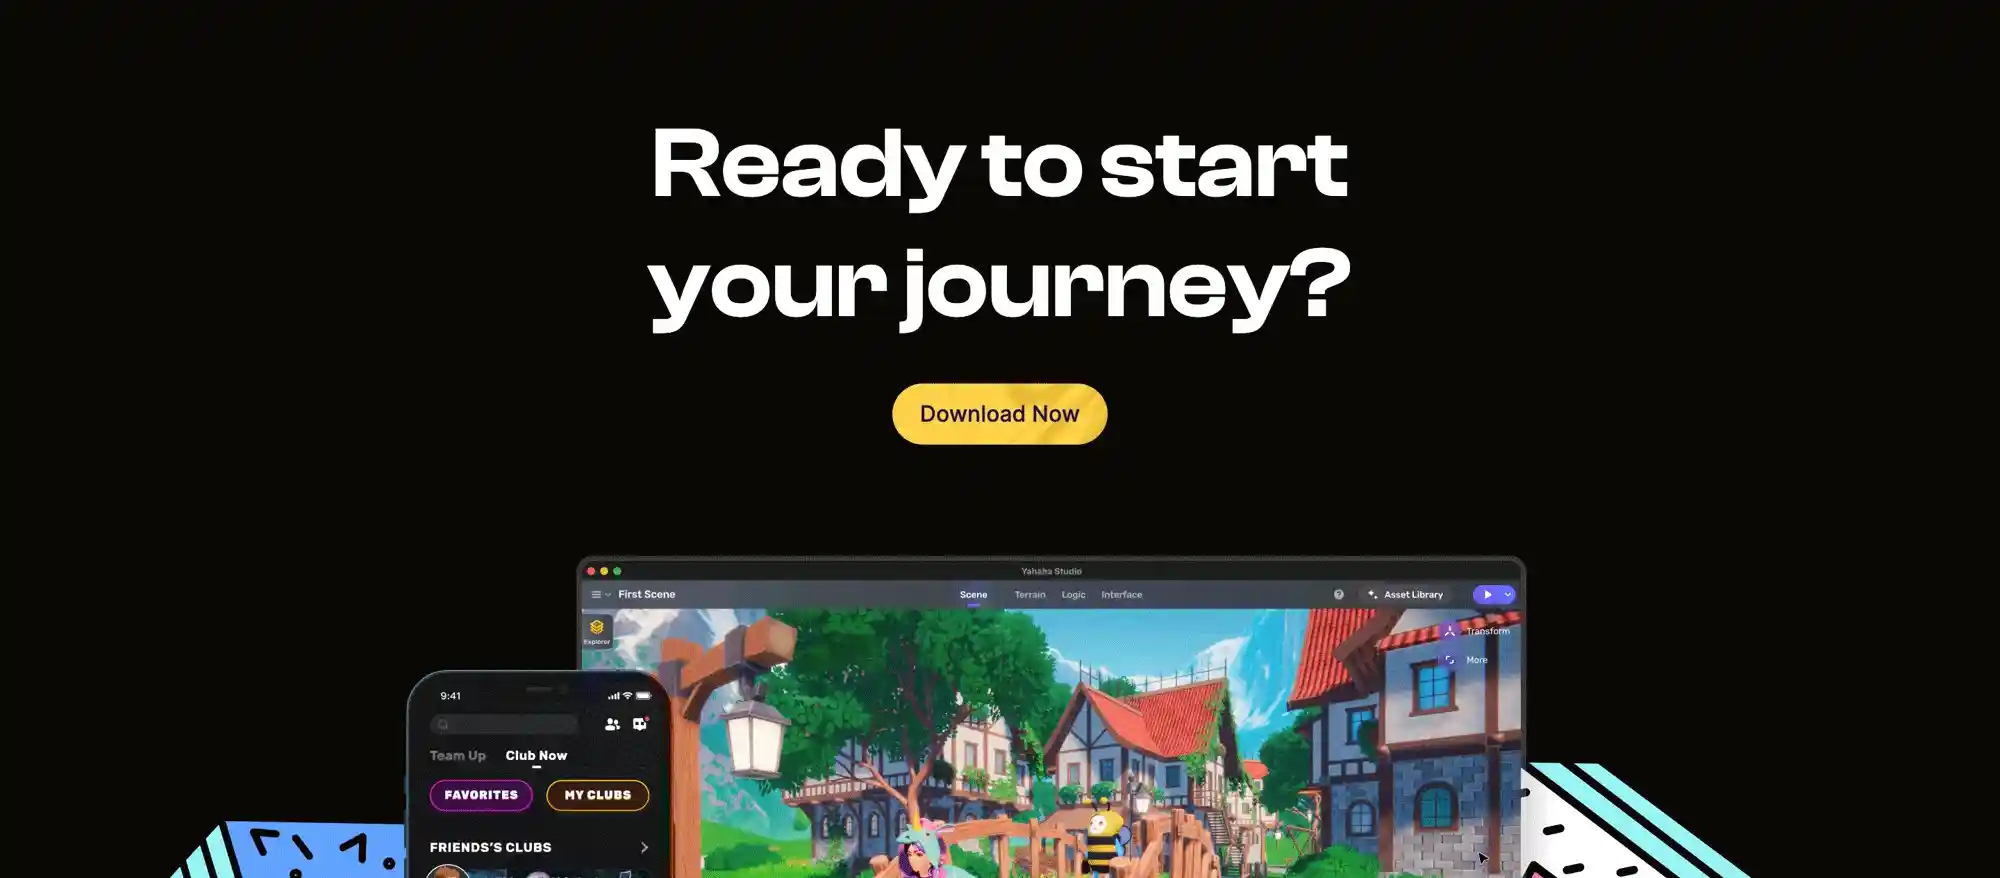 Ready to start
your journey?
Download Now
Yahaha Studio
First Scene
Scene
Terrain
Logic
Interface
Asset Library
Explorer
Transform
More
9:41
Team Up
Club Now
FAVORITES
MY CLUBS
FRIENDS'S CLUBS